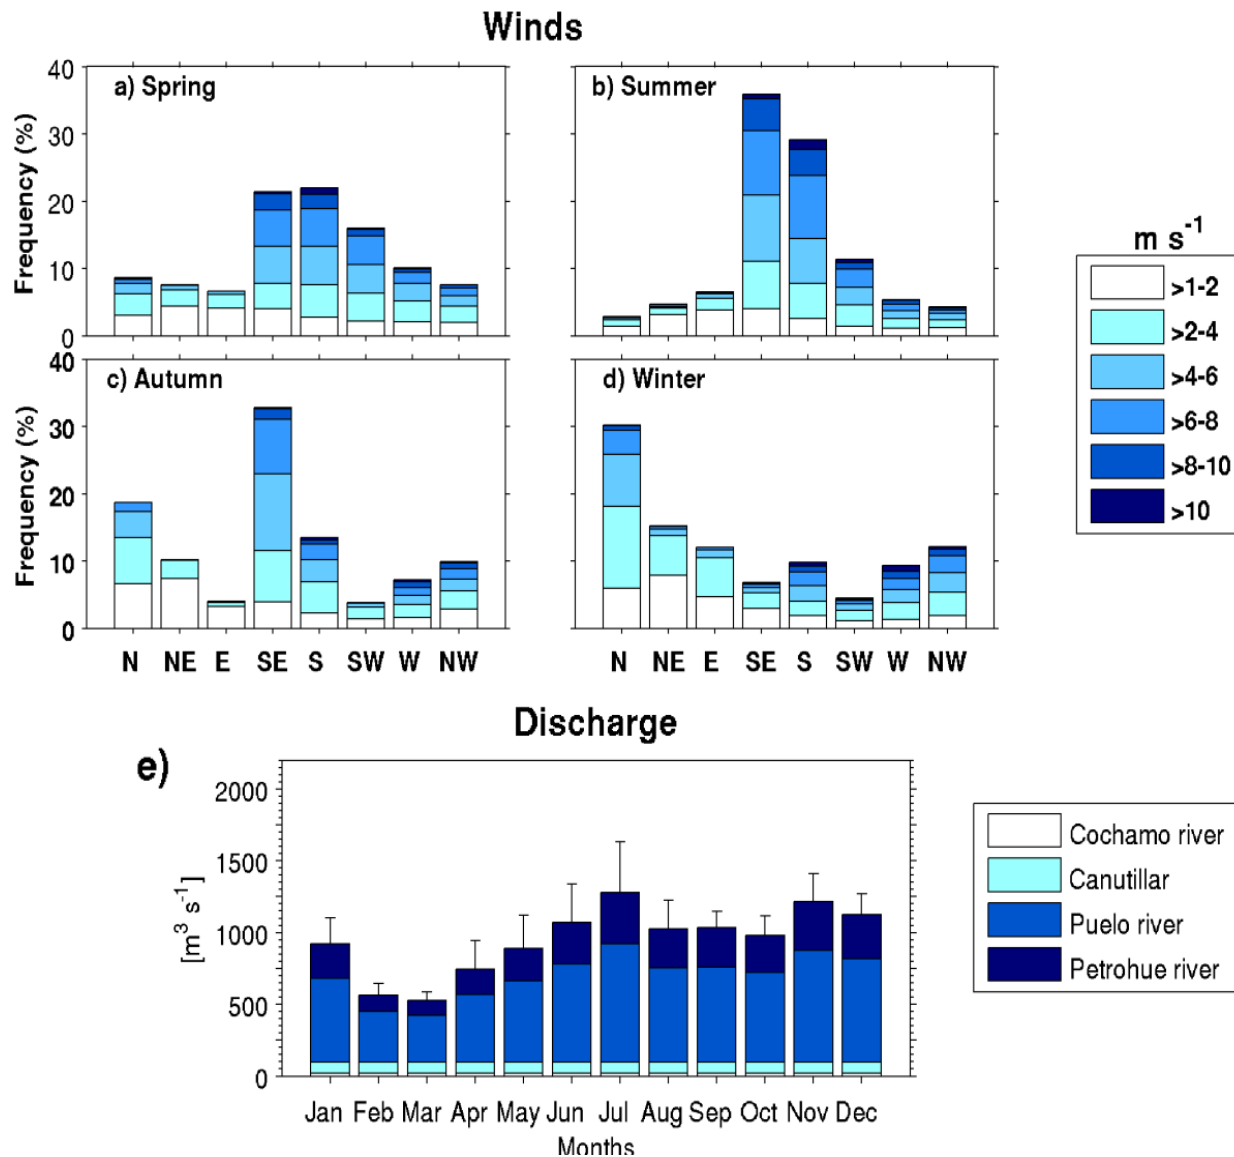 Winds
a) Spring
b) Summer
40
30
20
10
0
Frequency (%)
c) Autumn
d) Winter
40
30
20
10
0
Frequency (%)
N NE E SE S SW W NW
N NE E SE S SW W NW
m s⁻¹
>1-2
>2-4
>4-6
>6-8
>8-10
>10
Discharge
e)
2000
1500
1000
500
0
[m³ s⁻¹]
Jan Feb Mar Apr May Jun Jul Aug Sep Oct Nov Dec
Months
Cochamo river
Canutillar
Puelo river
Petrohue river